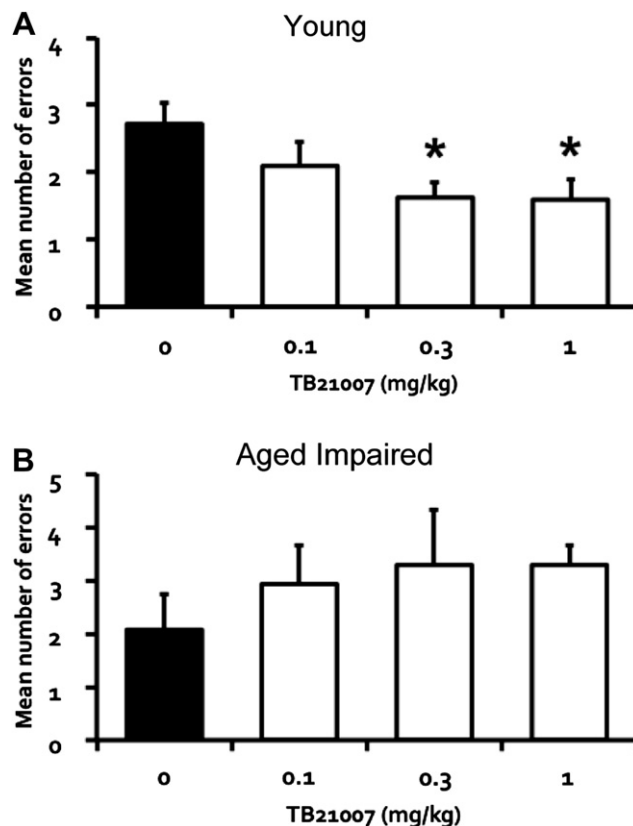 A
Young
Mean number of errors
4
3
2
1
0
*
*
0 0.1 0.3 1
TB21007 (mg/kg)
B
Aged Impaired
Mean number of errors
5
4
3
2
1
0
0 0.1 0.3 1
TB21007 (mg/kg)